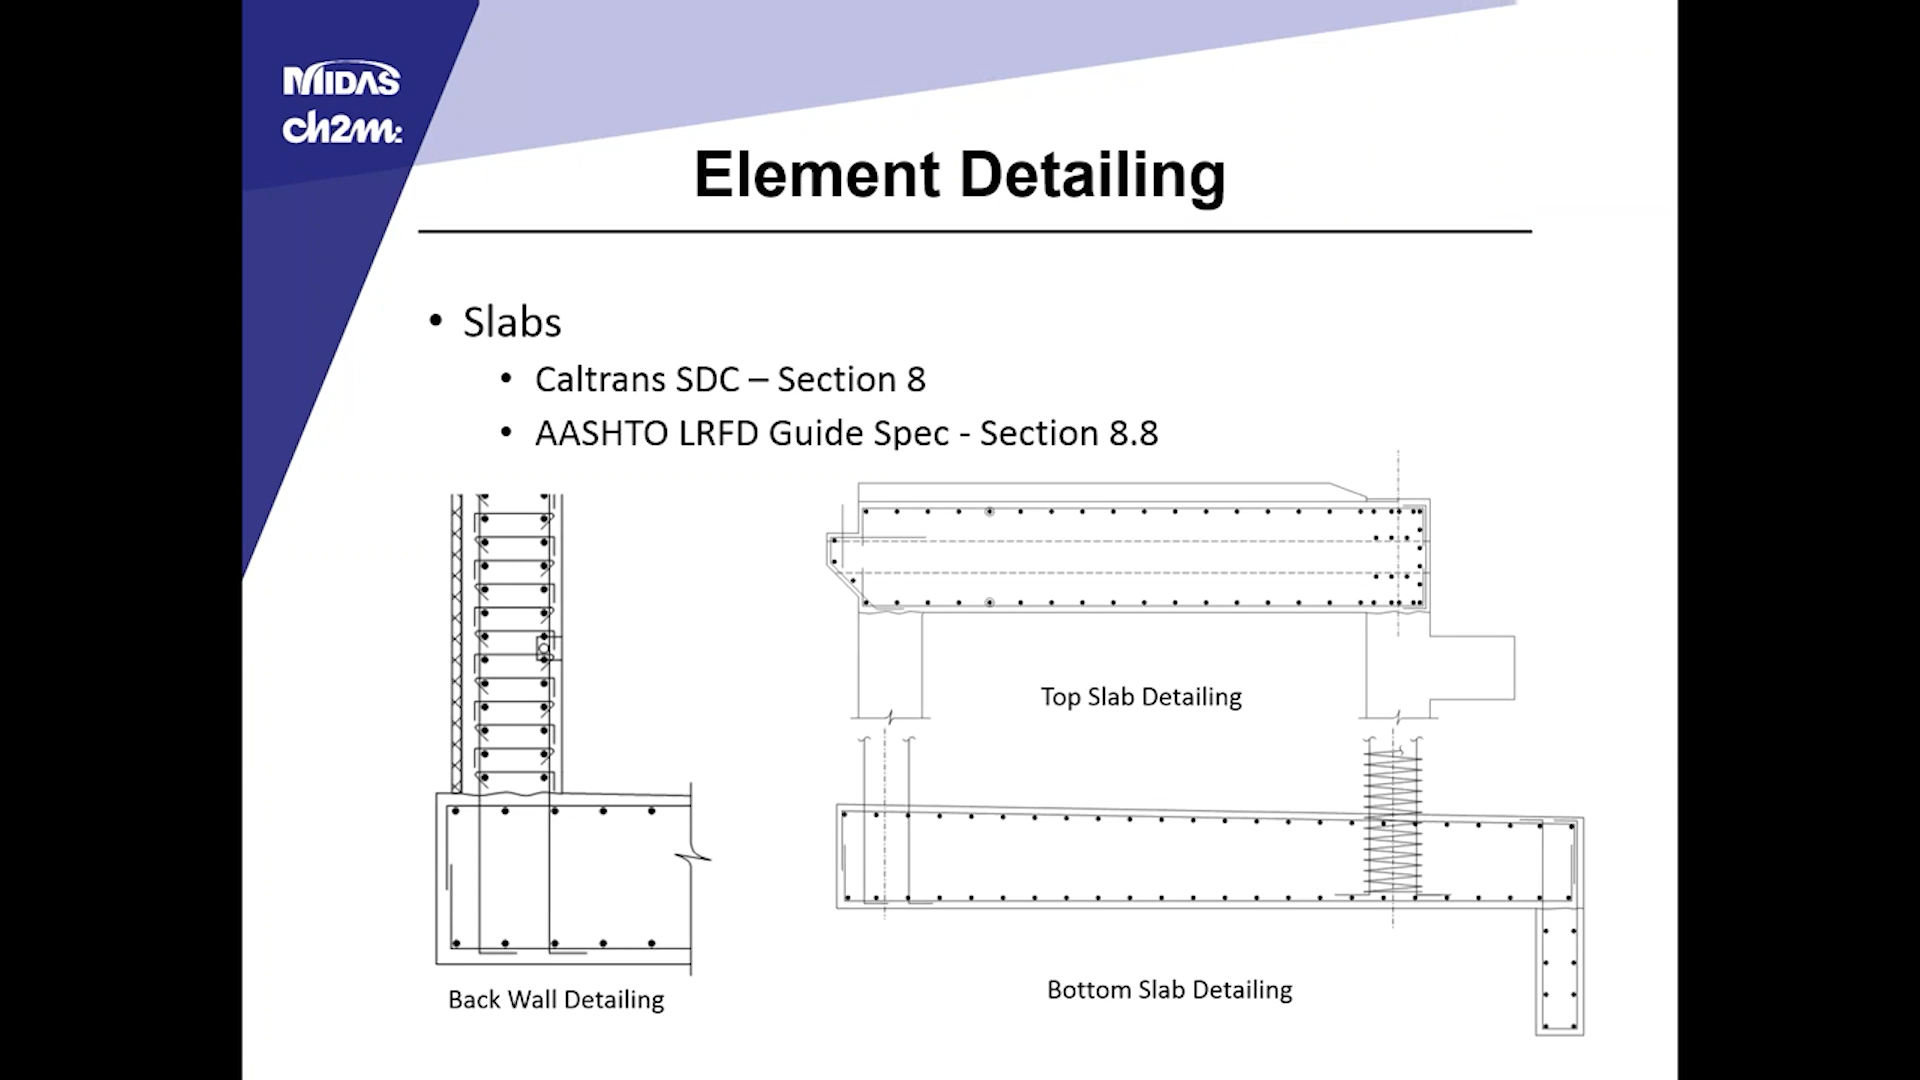 MIDAS
ch2m:
Element Detailing
• Slabs
• Caltrans SDC – Section 8
• AASHTO LRFD Guide Spec - Section 8.8
Top Slab Detailing
Back Wall Detailing
Bottom Slab Detailing